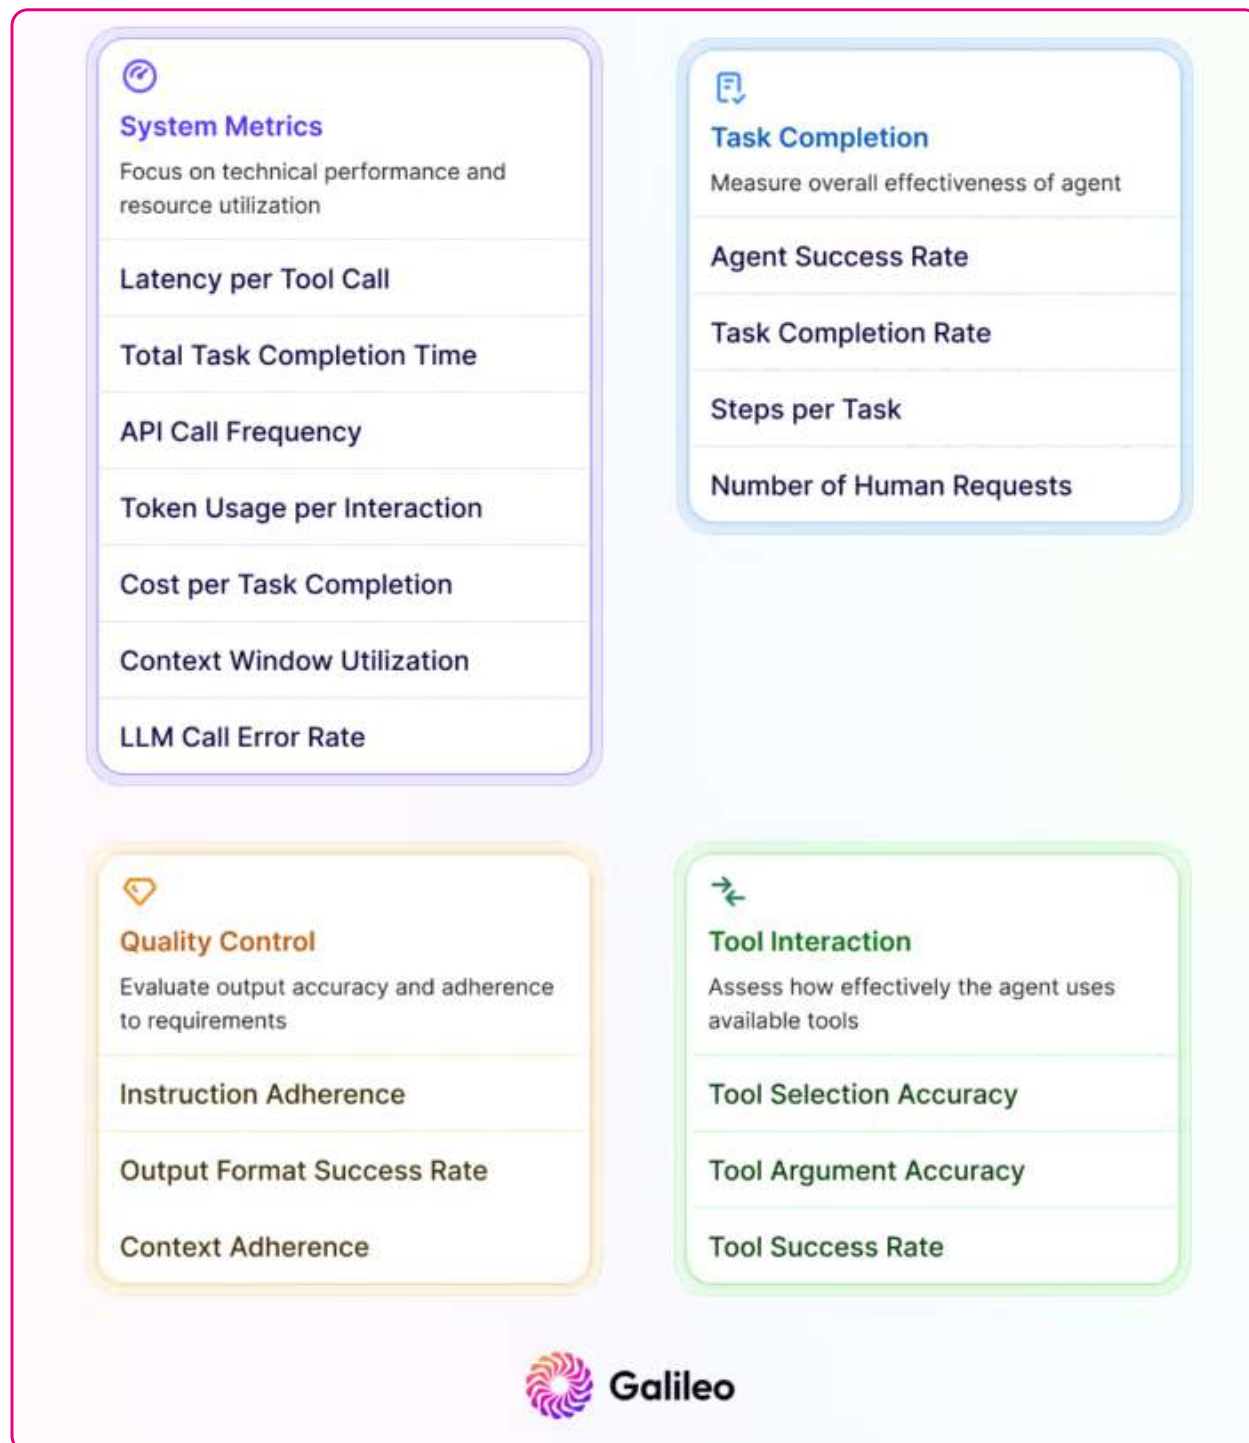 System Metrics
Focus on technical performance and
resource utilization
Latency per Tool Call
Total Task Completion Time
API Call Frequency
Token Usage per Interaction
Cost per Task Completion
Context Window Utilization
LLM Call Error Rate
Task Completion
Measure overall effectiveness of agent
Agent Success Rate
Task Completion Rate
Steps per Task
Number of Human Requests
Quality Control
Evaluate output accuracy and adherence
to requirements
Instruction Adherence
Output Format Success Rate
Context Adherence
Tool Interaction
Assess how effectively the agent uses
available tools
Tool Selection Accuracy
Tool Argument Accuracy
Tool Success Rate
Galileo